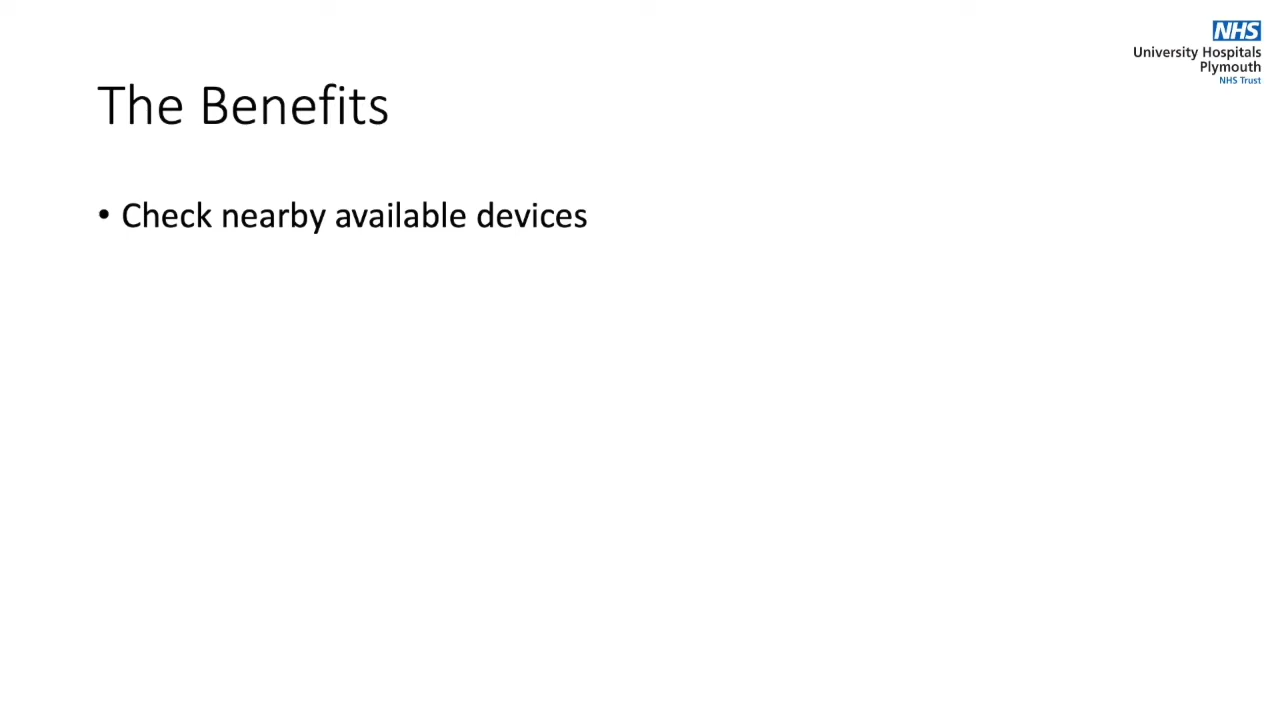 NHS
University Hospitals
Plymouth
NHS Trust
The Benefits
• Check nearby available devices